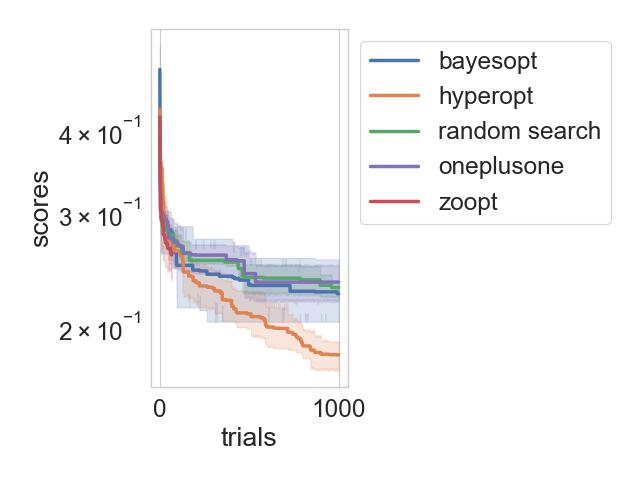 scores
4 × 10⁻¹
3 × 10⁻¹
2 × 10⁻¹
0
1000
trials
bayesopt
hyperopt
random search
oneplusone
zoopt